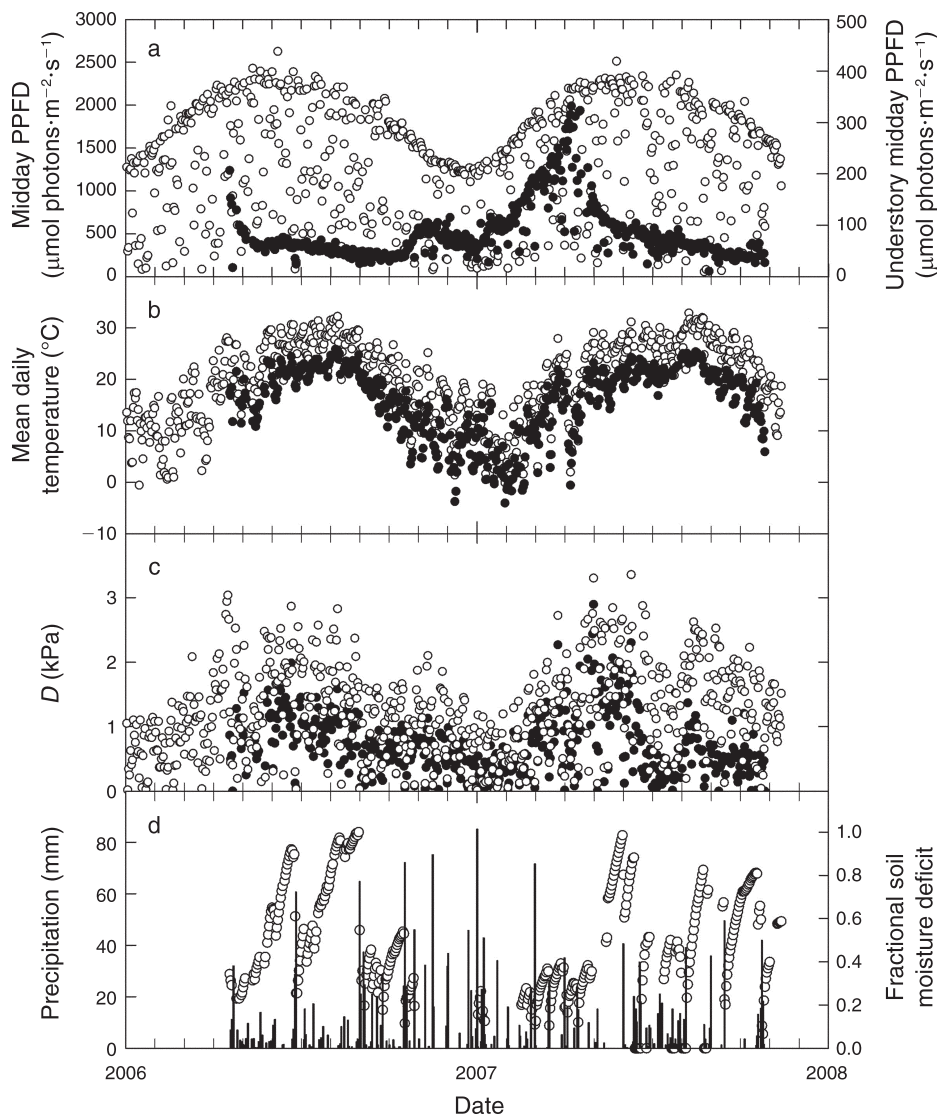 a
3000
2500
2000
1500
1000
500
0
Midday PPFD
(µmol photons·m−2·s−1)
500
400
300
200
100
0
Understory midday PPFD
(µmol photons·m−2·s−1)
b
30
20
10
0
−10
Mean daily
temperature (°C)
c
3
2
1
0
D (kPa)
d
80
60
40
20
0
Precipitation (mm)
1.0
0.8
0.6
0.4
0.2
0.0
Fractional soil
moisture deficit
2006
2007
2008
Date